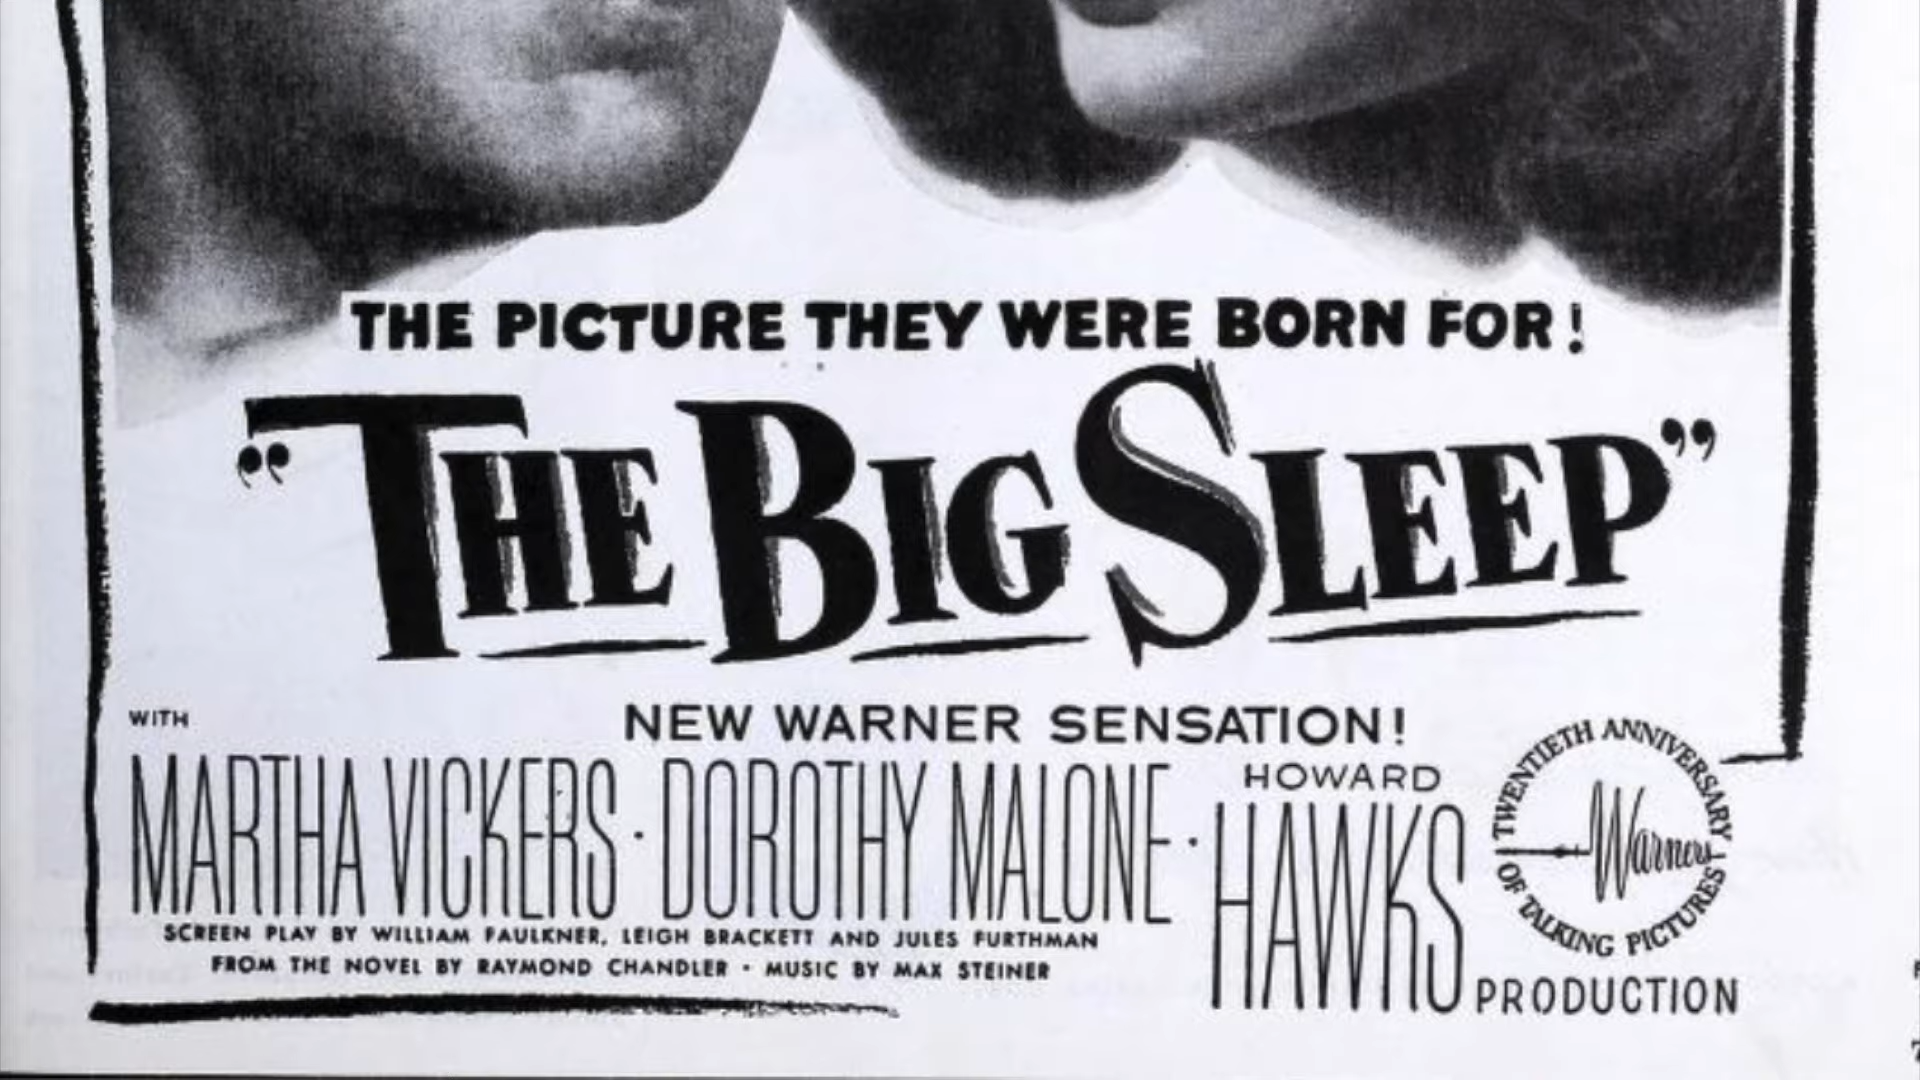 THE PICTURE THEY WERE BORN FOR!
"THE BIG SLEEP"
WITH
NEW WARNER SENSATION!
MARTHA VICKERS · DOROTHY MALONE ·
HOWARD
HAWKS
PRODUCTION
TWENTIETH ANNIVERSARY
OF TALKING PICTURES
Warners
SCREEN PLAY BY WILLIAM FAULKNER, LEIGH BRACKETT AND JULES FURTHMAN
FROM THE NOVEL BY RAYMOND CHANDLER · MUSIC BY MAX STEINER